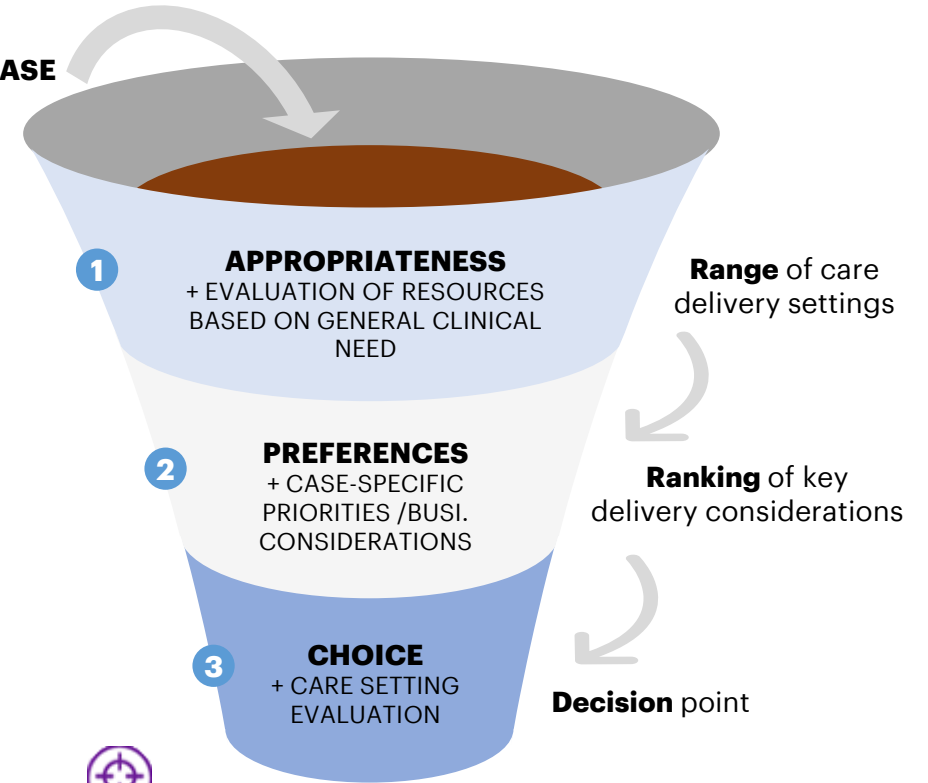 ASE
1
APPROPRIATENESS
+ EVALUATION OF RESOURCES
BASED ON GENERAL CLINICAL
NEED
Range of care
delivery settings
2
PREFERENCES
+ CASE-SPECIFIC
PRIORITIES /BUSI.
CONSIDERATIONS
Ranking of key
delivery considerations
3
CHOICE
+ CARE SETTING
EVALUATION
Decision point